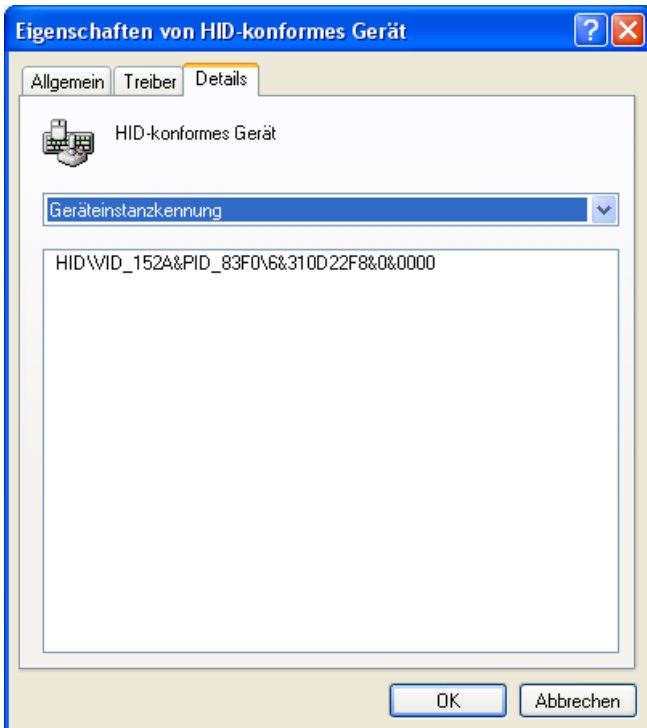 Eigenschaften von HID-konformes Gerät
Allgemein Treiber Details
HID-konformes Gerät
Geräteinstanzkennung
HID\VID_152A&PID_83F0\6&310D22F8&0&0000
OK Abbrechen